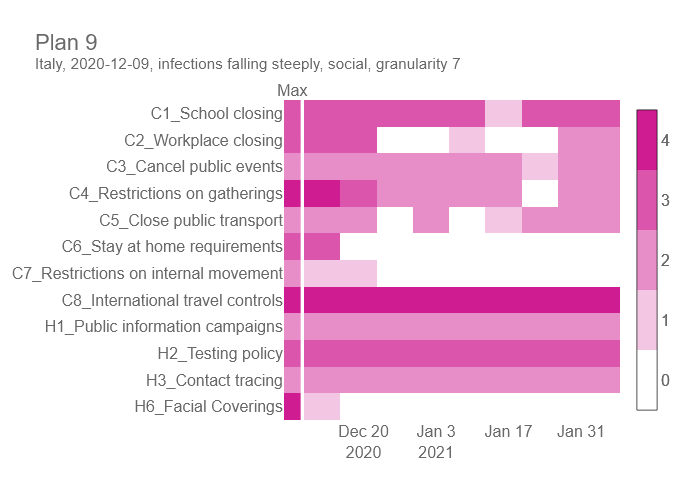 Plan 9
Italy, 2020-12-09, infections falling steeply, social, granularity 7
Max
C1_School closing
C2_Workplace closing
C3_Cancel public events
C4_Restrictions on gatherings
C5_Close public transport
C6_Stay at home requirements
C7_Restrictions on internal movement
C8_International travel controls
H1_Public information campaigns
H2_Testing policy
H3_Contact tracing
H6_Facial Coverings
4
3
2
1
0
Dec 20 Jan 3 Jan 17 Jan 31
2020 2021